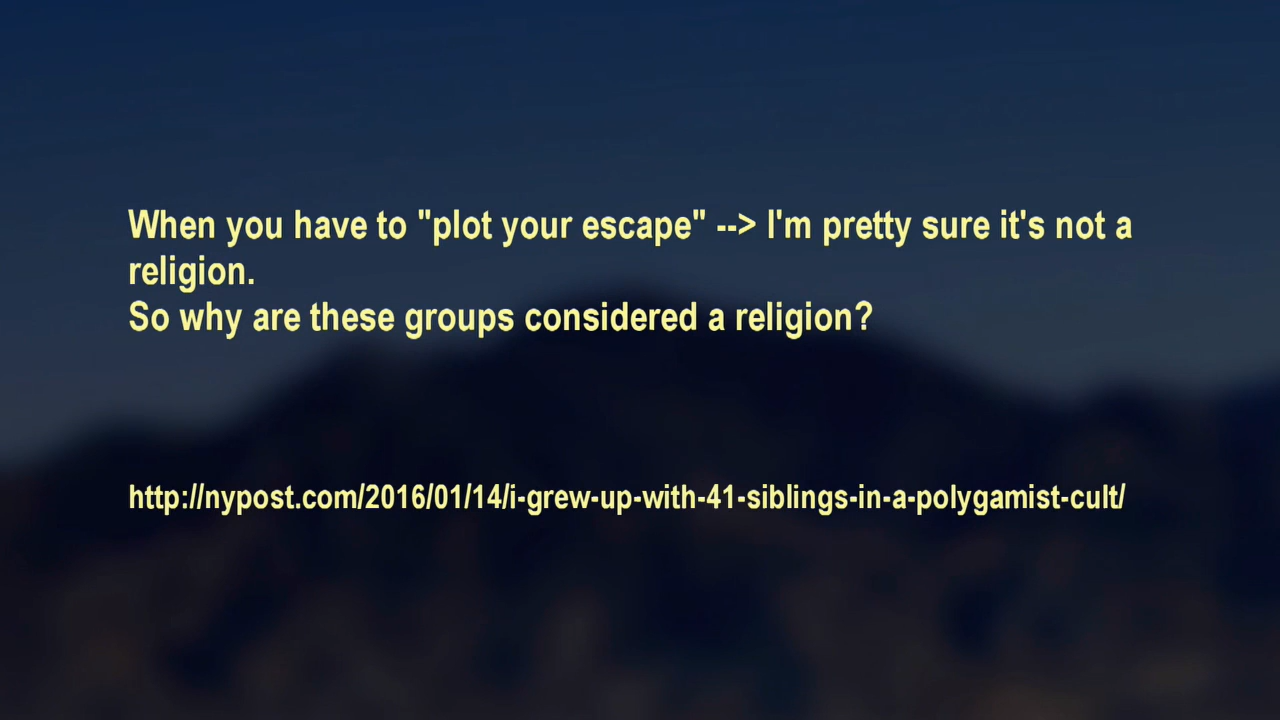 When you have to "plot your escape" --> I'm pretty sure it's not a
religion.
So why are these groups considered a religion?
http://nypost.com/2016/01/14/i-grew-up-with-41-siblings-in-a-polygamist-cult/